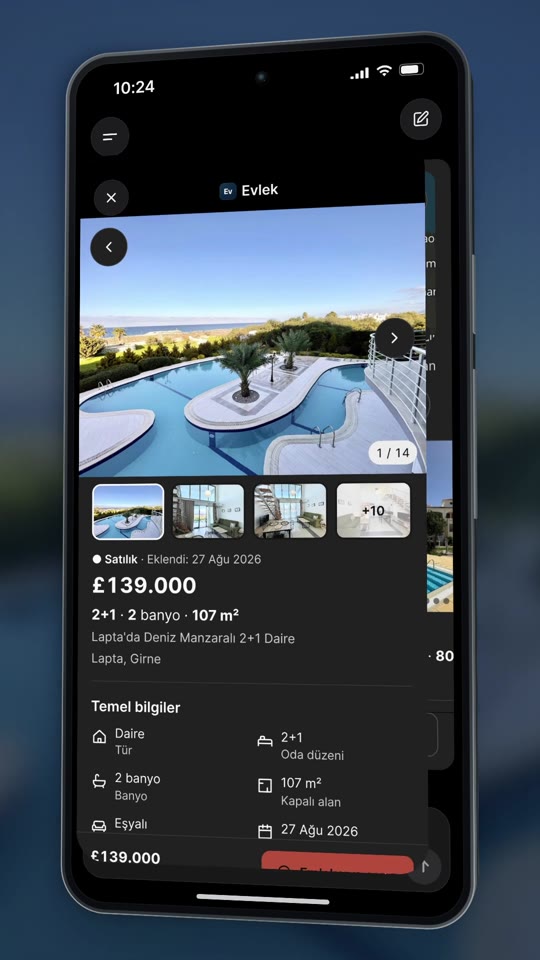 10:24
Ev Evlek
1 / 14
+10
Satılık · Eklendi: 27 Ağu 2026
£139.000
2+1 · 2 banyo · 107 m²
Lapta'da Deniz Manzaralı 2+1 Daire
Lapta, Girne
· 80
Temel bilgiler
Daire
Tür
2+1
Oda düzeni
2 banyo
Banyo
107 m²
Kapalı alan
Eşyalı
27 Ağu 2026
£139.000